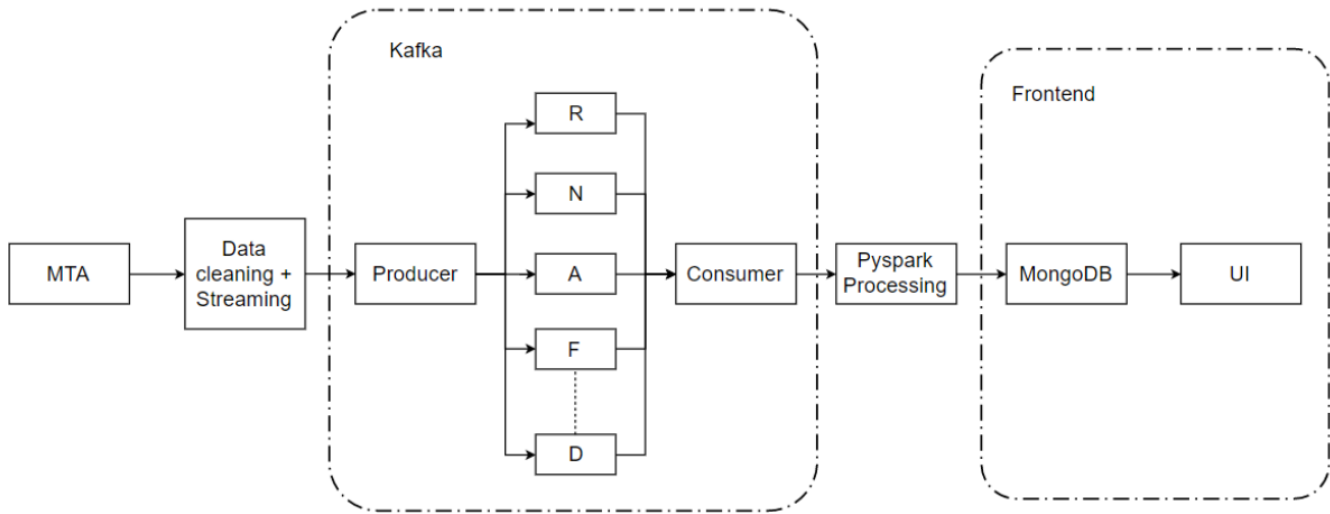 Kafka
Frontend
MTA
Data
cleaning +
Streaming
Producer
R
N
A
F
D
Consumer
Pyspark
Processing
MongoDB
UI